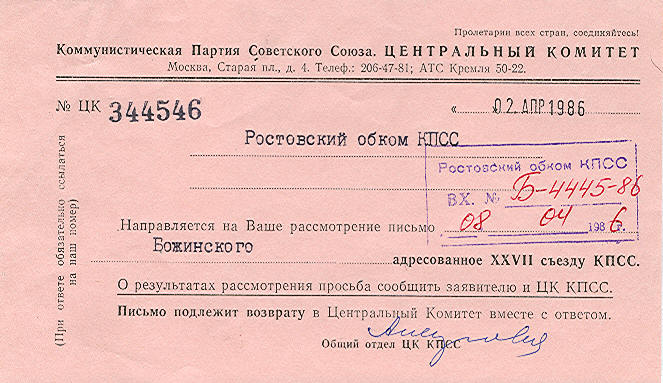 Пролетарии всех стран, соединяйтесь!
Коммунистическая Партия Советского Союза. ЦЕНТРАЛЬНЫЙ КОМИТЕТ
Москва, Старая пл., д. 4. Телеф.: 206-47-81; АТС Кремля 50-22.
№ ЦК 344546
« 02 АПР 1986
Ростовский обком КПСС
Ростовский обком КПСС
ВХ. № Б-4445-86
08 04 1986 г.
Направляется на Ваше рассмотрение письмо
Божинского
адресованное XXVII съезду КПСС.
О результатах рассмотрения просьба сообщить заявителю и ЦК КПСС.
Письмо подлежит возврату в Центральный Комитет вместе с ответом.
Общий отдел ЦК КПСС
(При ответе обязательно ссылаться
на наш номер)